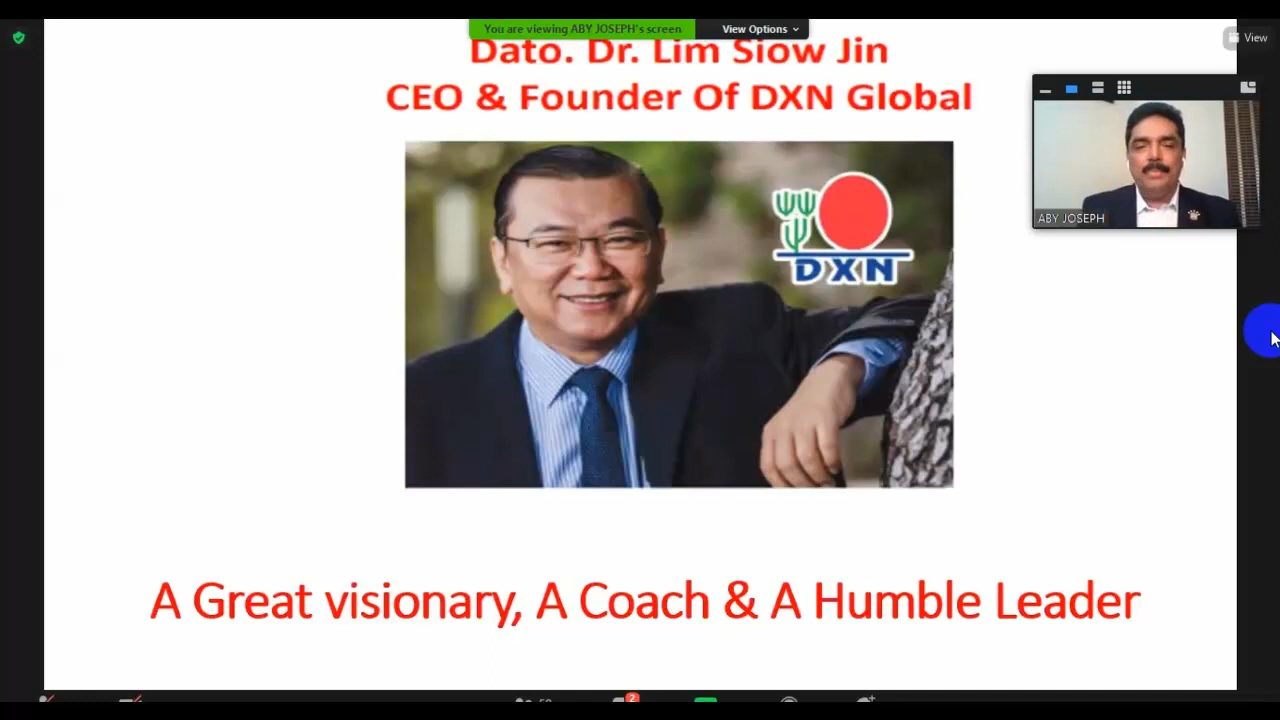 You are viewing ABY JOSEPH's screen
View Options
View
Dato. Dr. Lim Siow Jin
CEO & Founder Of DXN Global
DXN
ABY JOSEPH
A Great visionary, A Coach & A Humble Leader
2